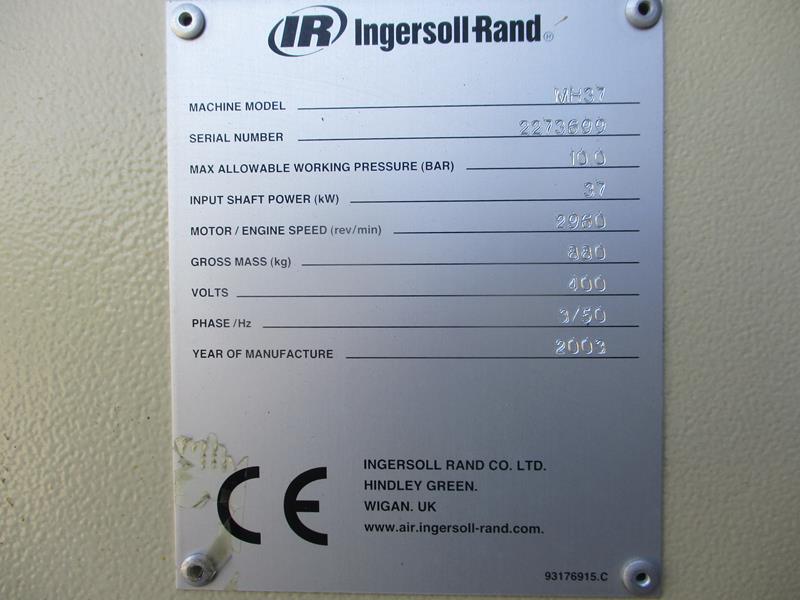 IR Ingersoll-Rand®
MACHINE MODEL MH37
SERIAL NUMBER 2273699
MAX ALLOWABLE WORKING PRESSURE (BAR) 10 0
INPUT SHAFT POWER (kW) 37
MOTOR / ENGINE SPEED (rev/min) 2960
GROSS MASS (kg) 880
VOLTS 400
PHASE /Hz 3/50
YEAR OF MANUFACTURE 2003
CE
INGERSOLL RAND CO. LTD.
HINDLEY GREEN.
WIGAN. UK
www.air.ingersoll-rand.com.
93176915.C